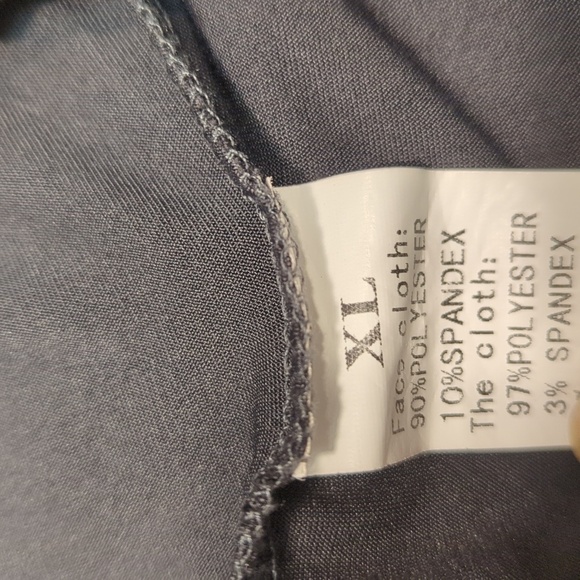 XL
Face cloth:
90%POLYESTER
10%SPANDEX
The cloth:
97%POLYESTER
3% SPANDEX